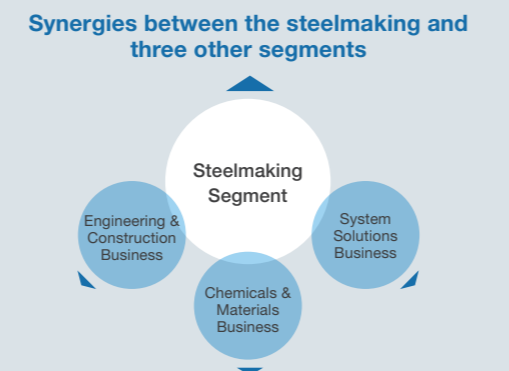 Synergies between the steelmaking and
three other segments
Steelmaking
Segment
Engineering &
Construction
Business
System
Solutions
Business
Chemicals &
Materials
Business